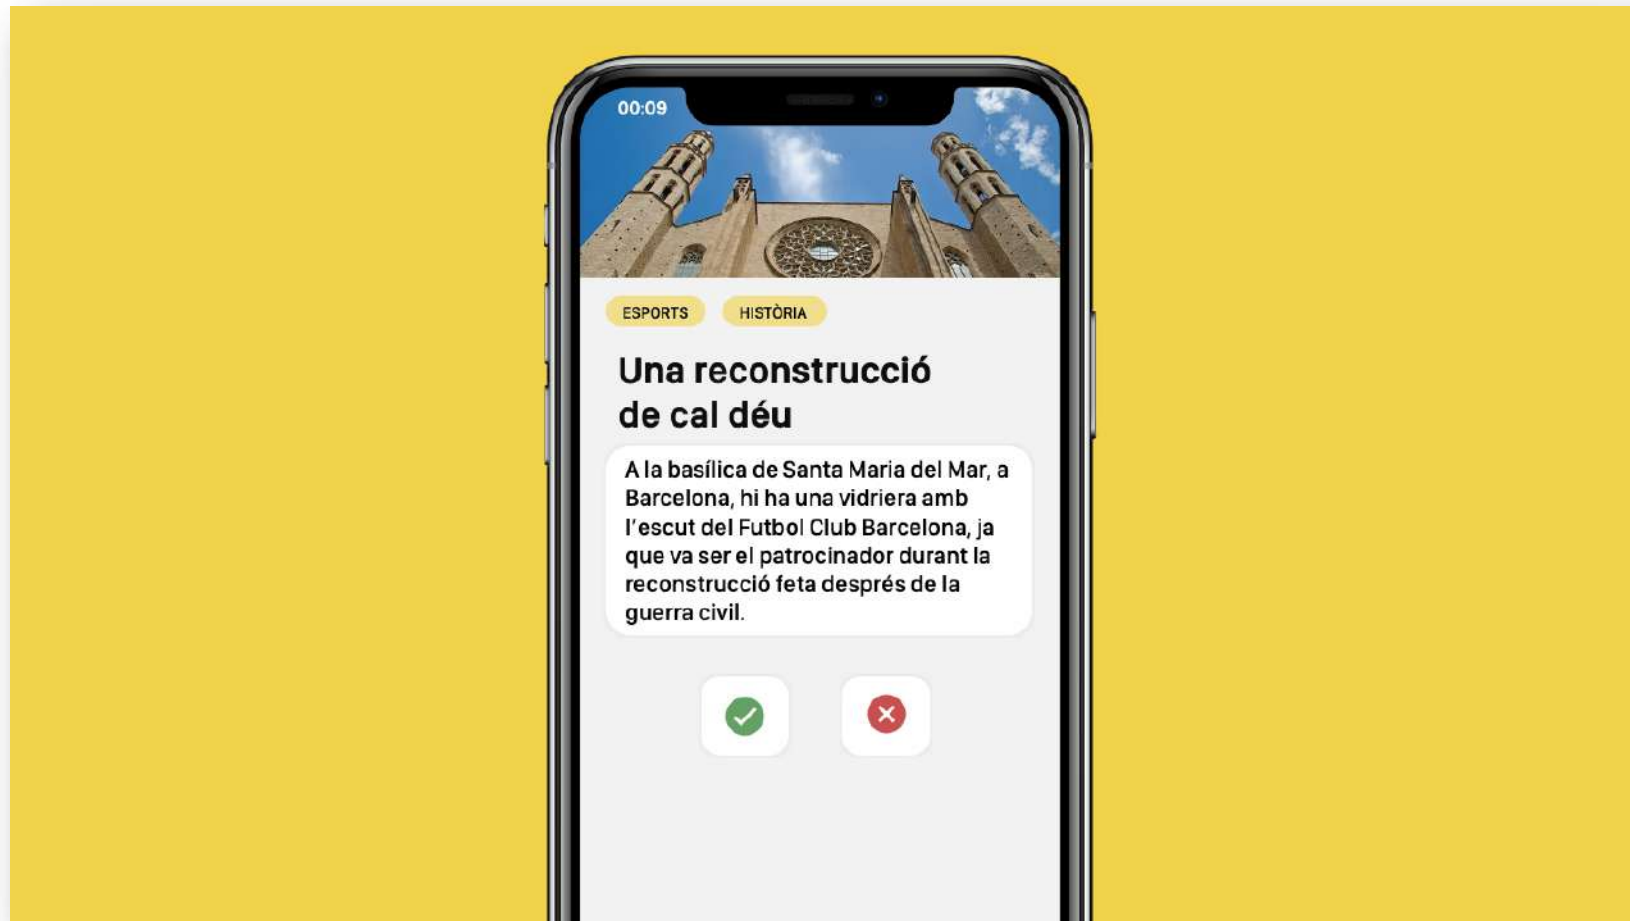 00:09
ESPORTS HISTÒRIA
Una reconstrucció
de cal déu
A la basílica de Santa Maria del Mar, a
Barcelona, hi ha una vidriera amb
l'escut del Futbol Club Barcelona, ja
que va ser el patrocinador durant la
reconstrucció feta després de la
guerra civil.